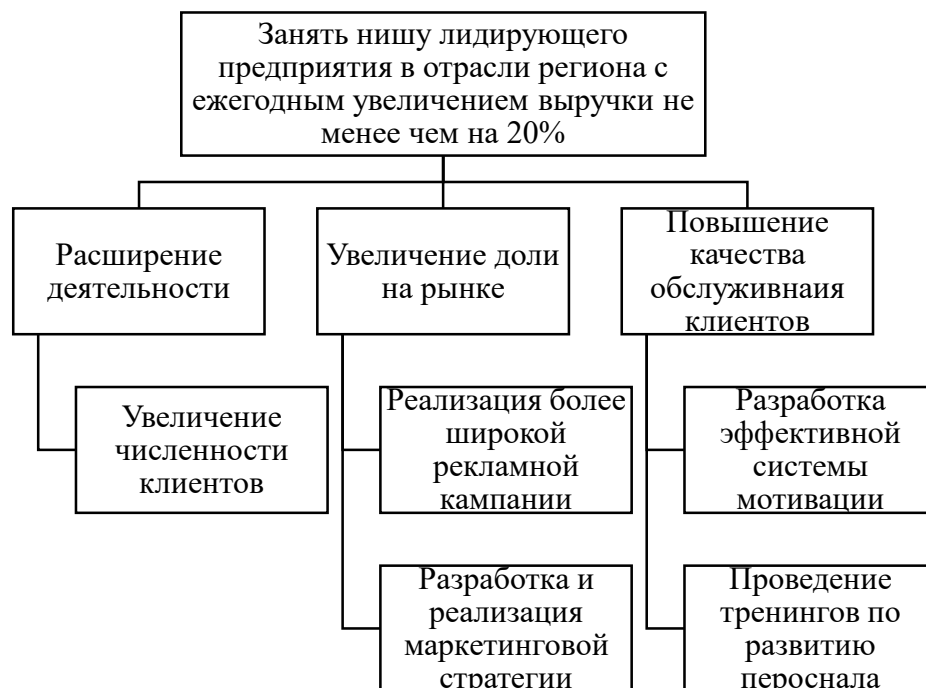 Занять нишу лидирующего
предприятия в отрасли региона с
ежегодным увеличением выручки не
менее чем на 20%
Расширение
деятельности
Увеличение
численности
клиентов
Увеличение доли
на рынке
Реализация более
широкой
рекламной
кампании
Разработка и
реализация
маркетинговой
стратегии
Повышение
качества
обслуживнаия
клиентов
Разработка
эффективной
системы
мотивации
Проведение
тренингов по
развитию
пероснала